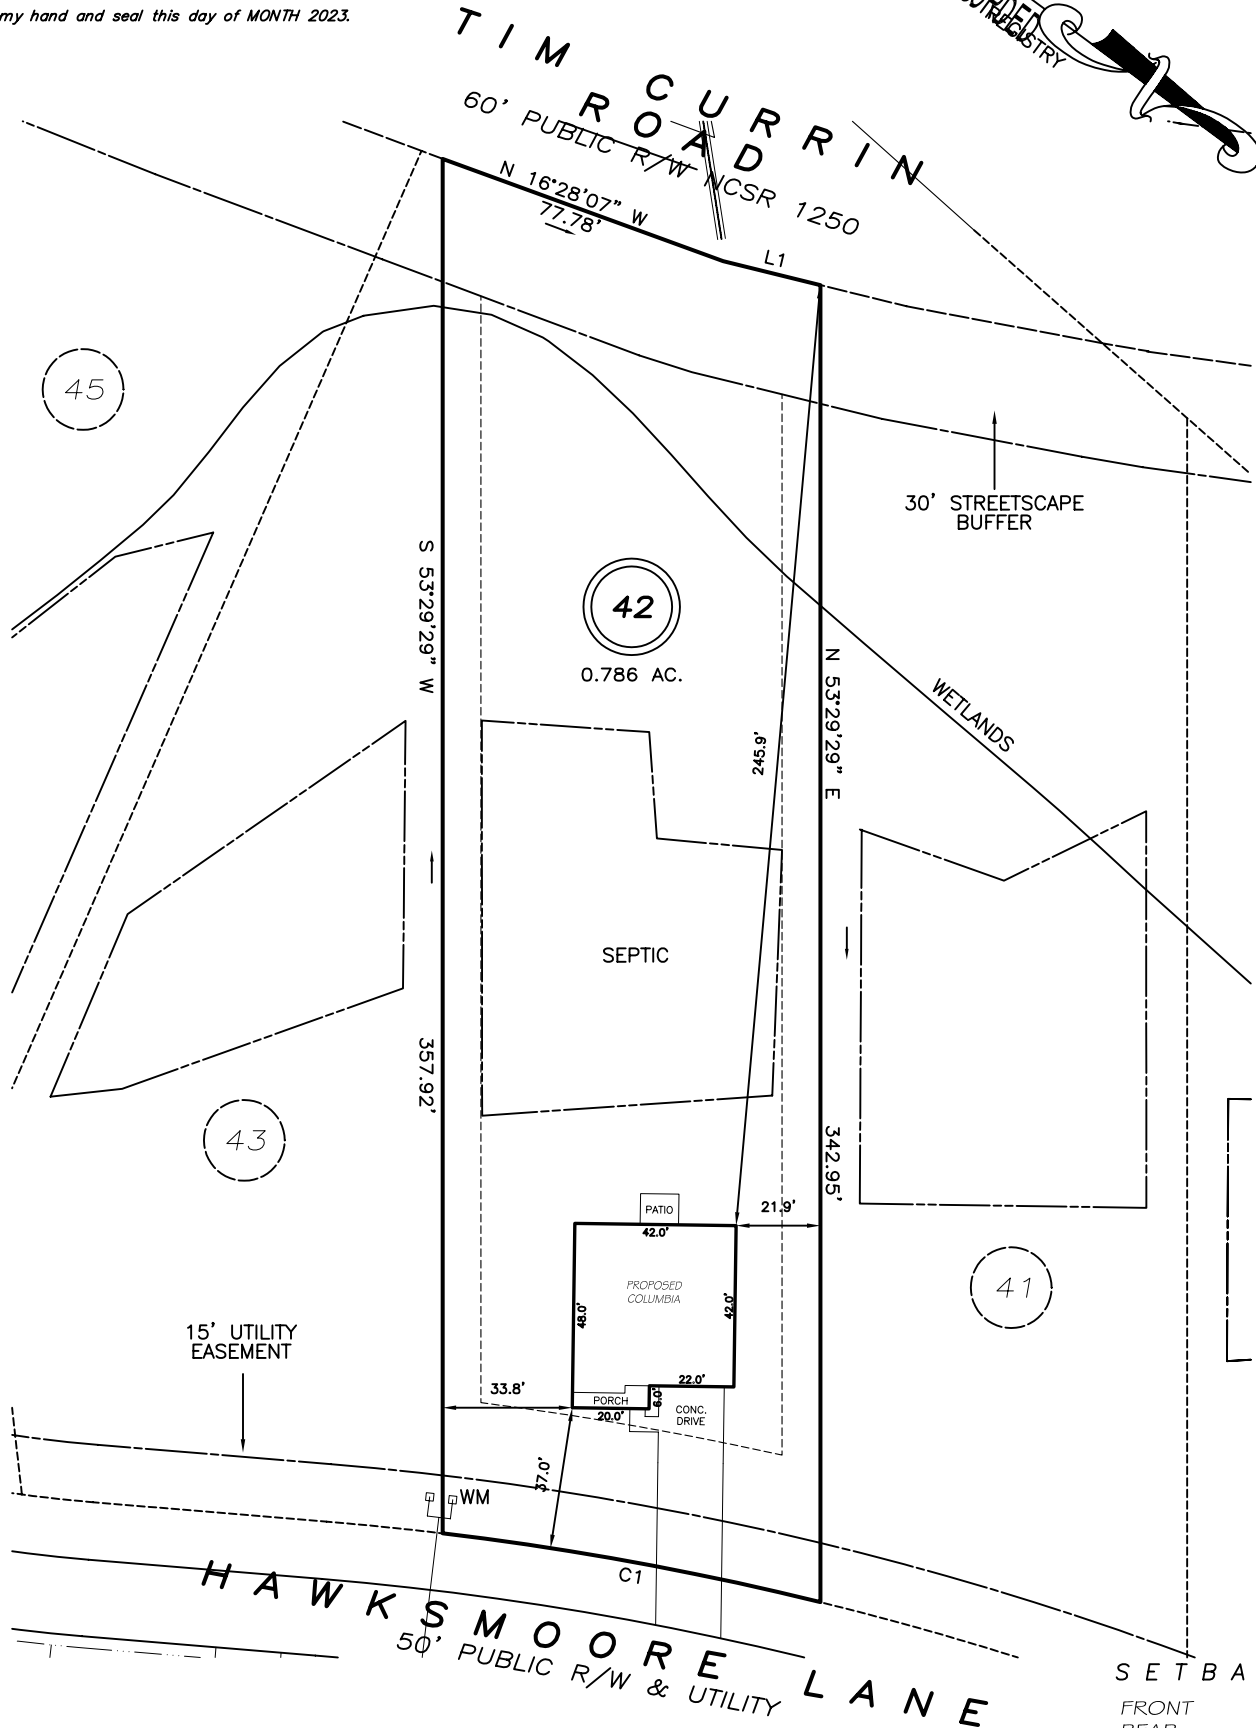 my hand and seal this day of MONTH 2023.
REGISTRY
TIM CURRIN
ROAD
60' PUBLIC R/W NCSR 1250
N 16°28'07" W
77.78'
L1
45
30' STREETSCAPE
BUFFER
S 53°29'29" W
42
0.786 AC.
N 53°29'29" E
WETLANDS
245.9'
SEPTIC
357.92'
43
342.95'
PATIO
21.9'
42.0'
PROPOSED
COLUMBIA
48.0'
42.0'
41
15' UTILITY
EASEMENT
33.8'
22.0'
PORCH
6.0'
20.0'
CONC.
DRIVE
37.0'
WM
C1
HAWKSMOORE LANE
50' PUBLIC R/W & UTILITY
SETBA
FRONT
REAR